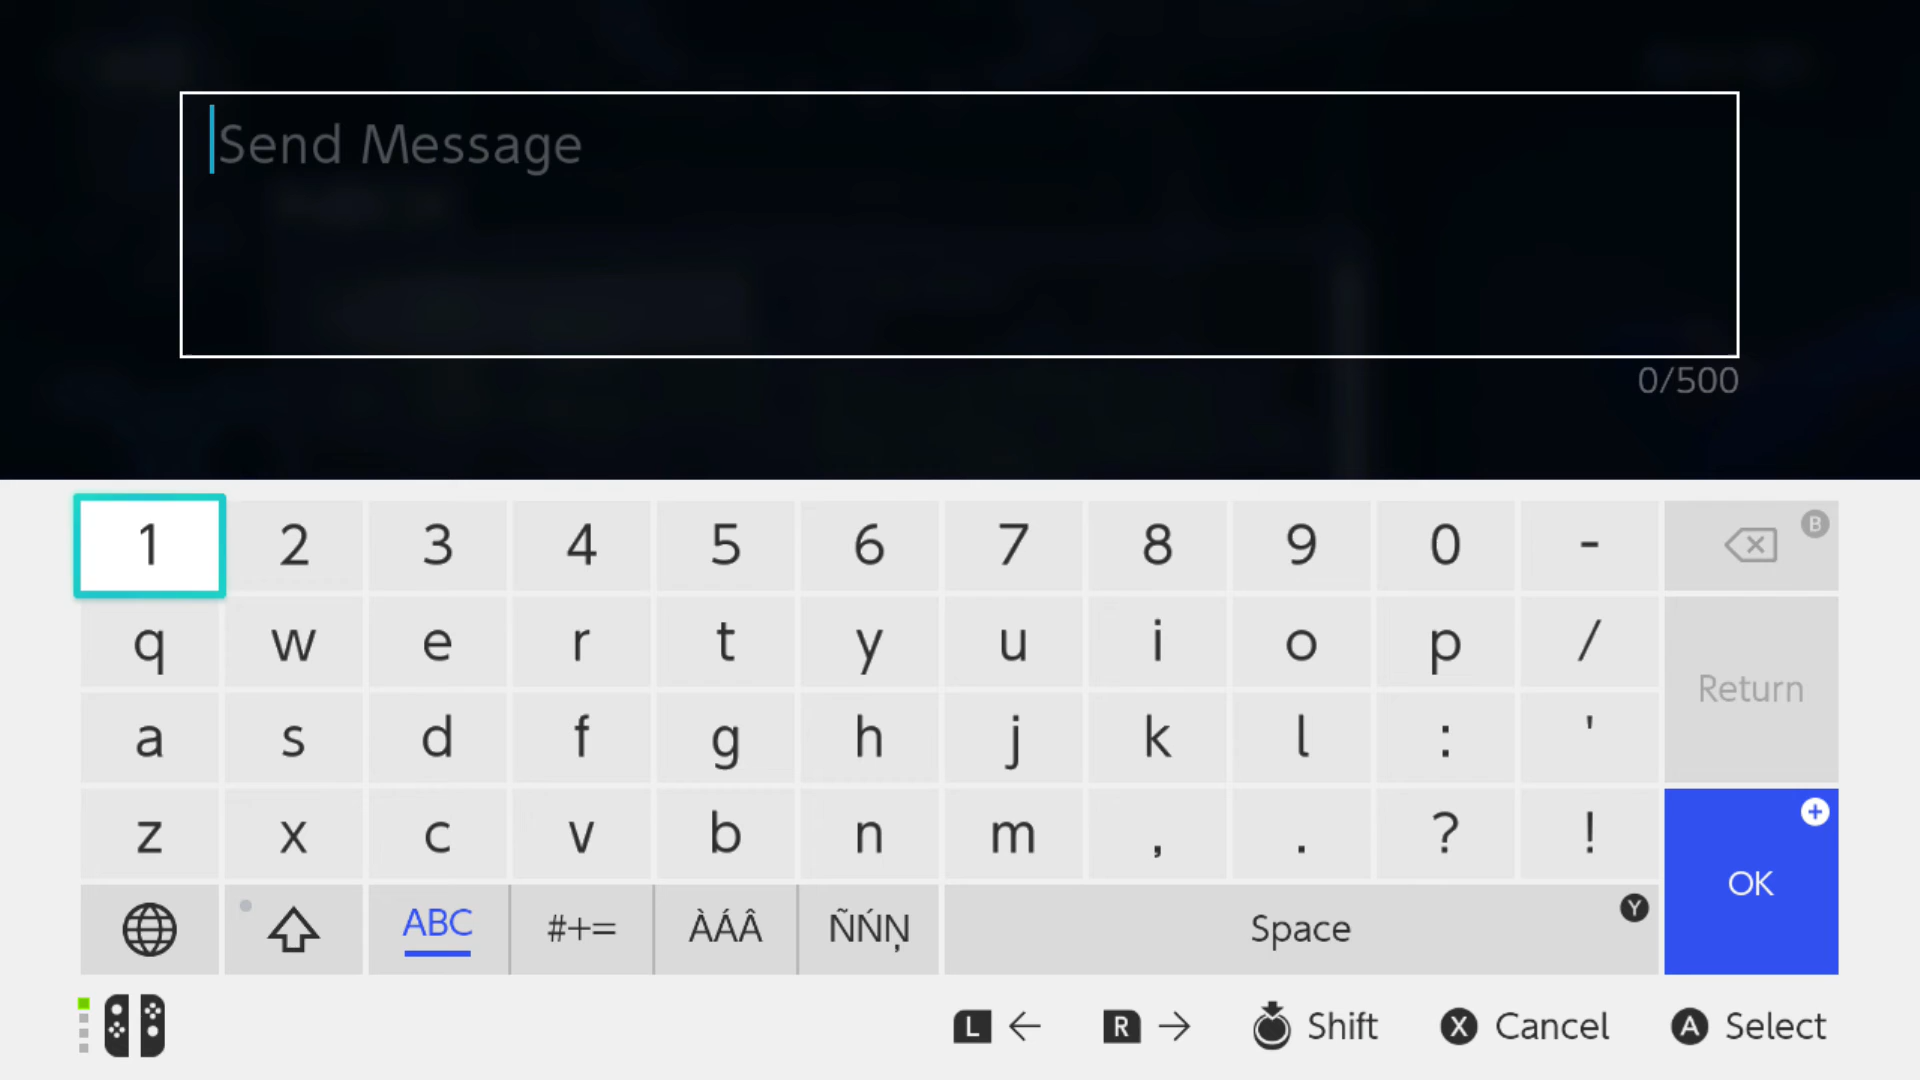 Send Message
0/500
1 2 3 4 5 6 7 8 9 0 - B
q w e r t y u i o p / Return
a s d f g h j k l : '
z x c v b n m , . ? ! + OK
ABC #+= ÀÁÂ ÑŃŅ Space Y
L ← R → Shift X Cancel A Select